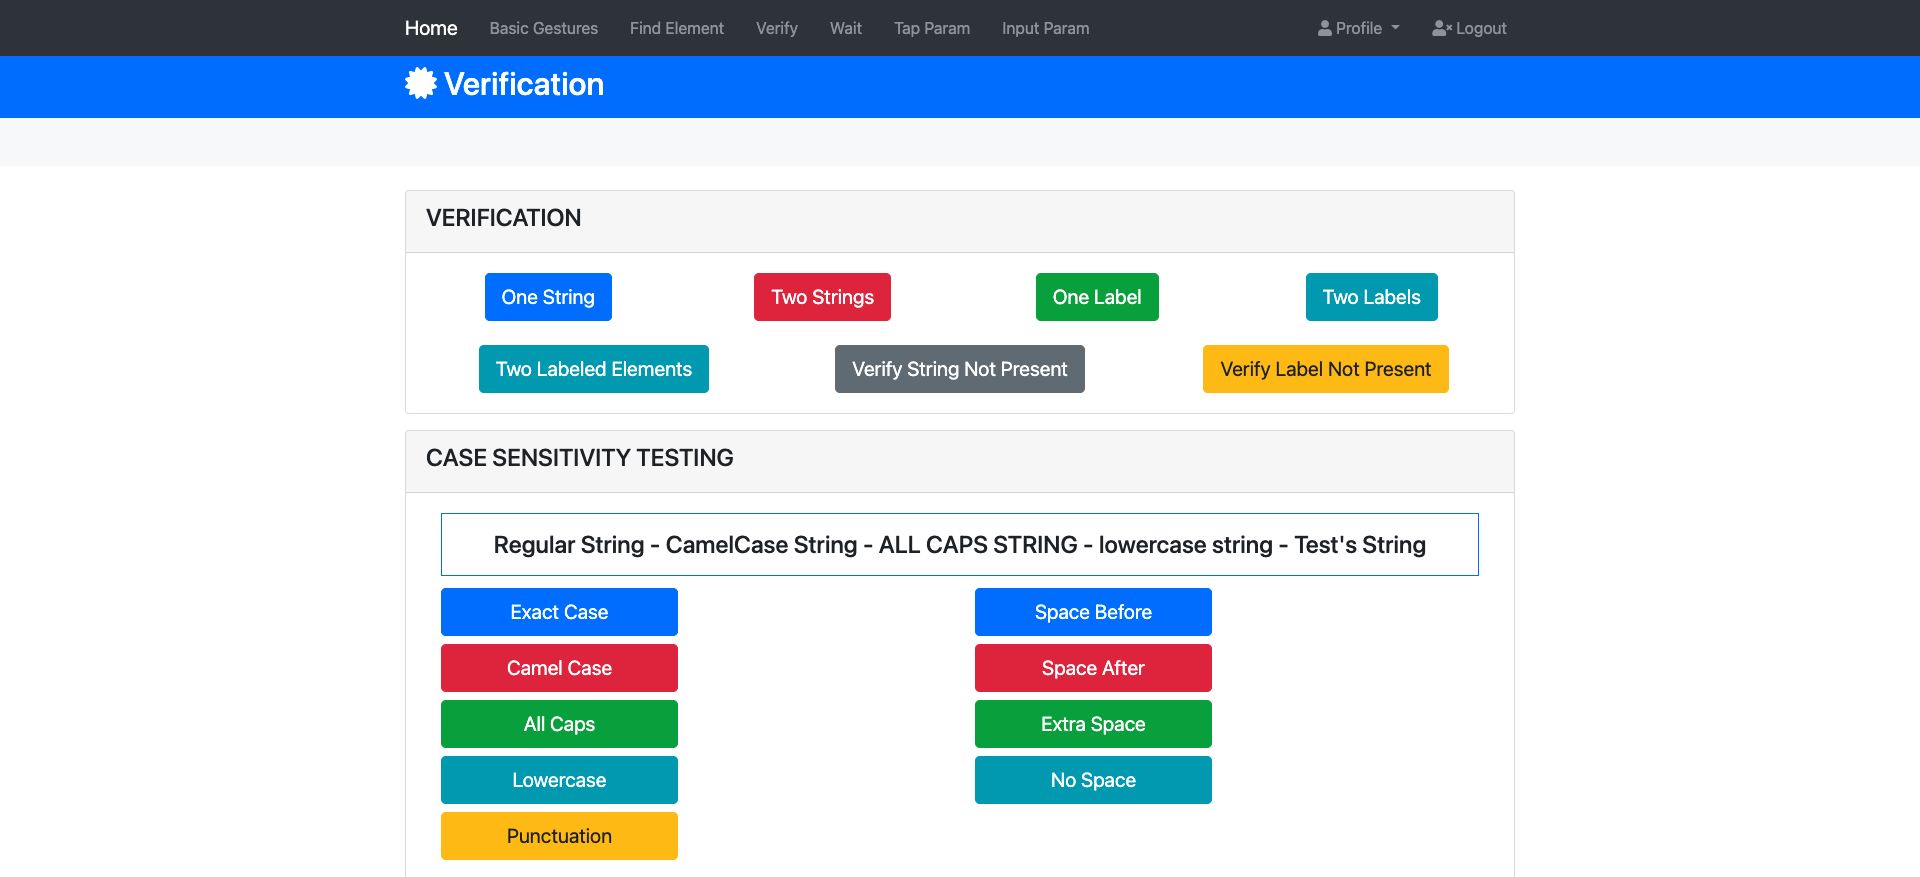 Home Basic Gestures Find Element Verify Wait Tap Param Input Param Profile Logout
Verification
VERIFICATION
One String Two Strings One Label Two Labels
Two Labeled Elements Verify String Not Present Verify Label Not Present
CASE SENSITIVITY TESTING
Regular String - CamelCase String - ALL CAPS STRING - lowercase string - Test's String
Exact Case Space Before
Camel Case Space After
All Caps Extra Space
Lowercase No Space
Punctuation